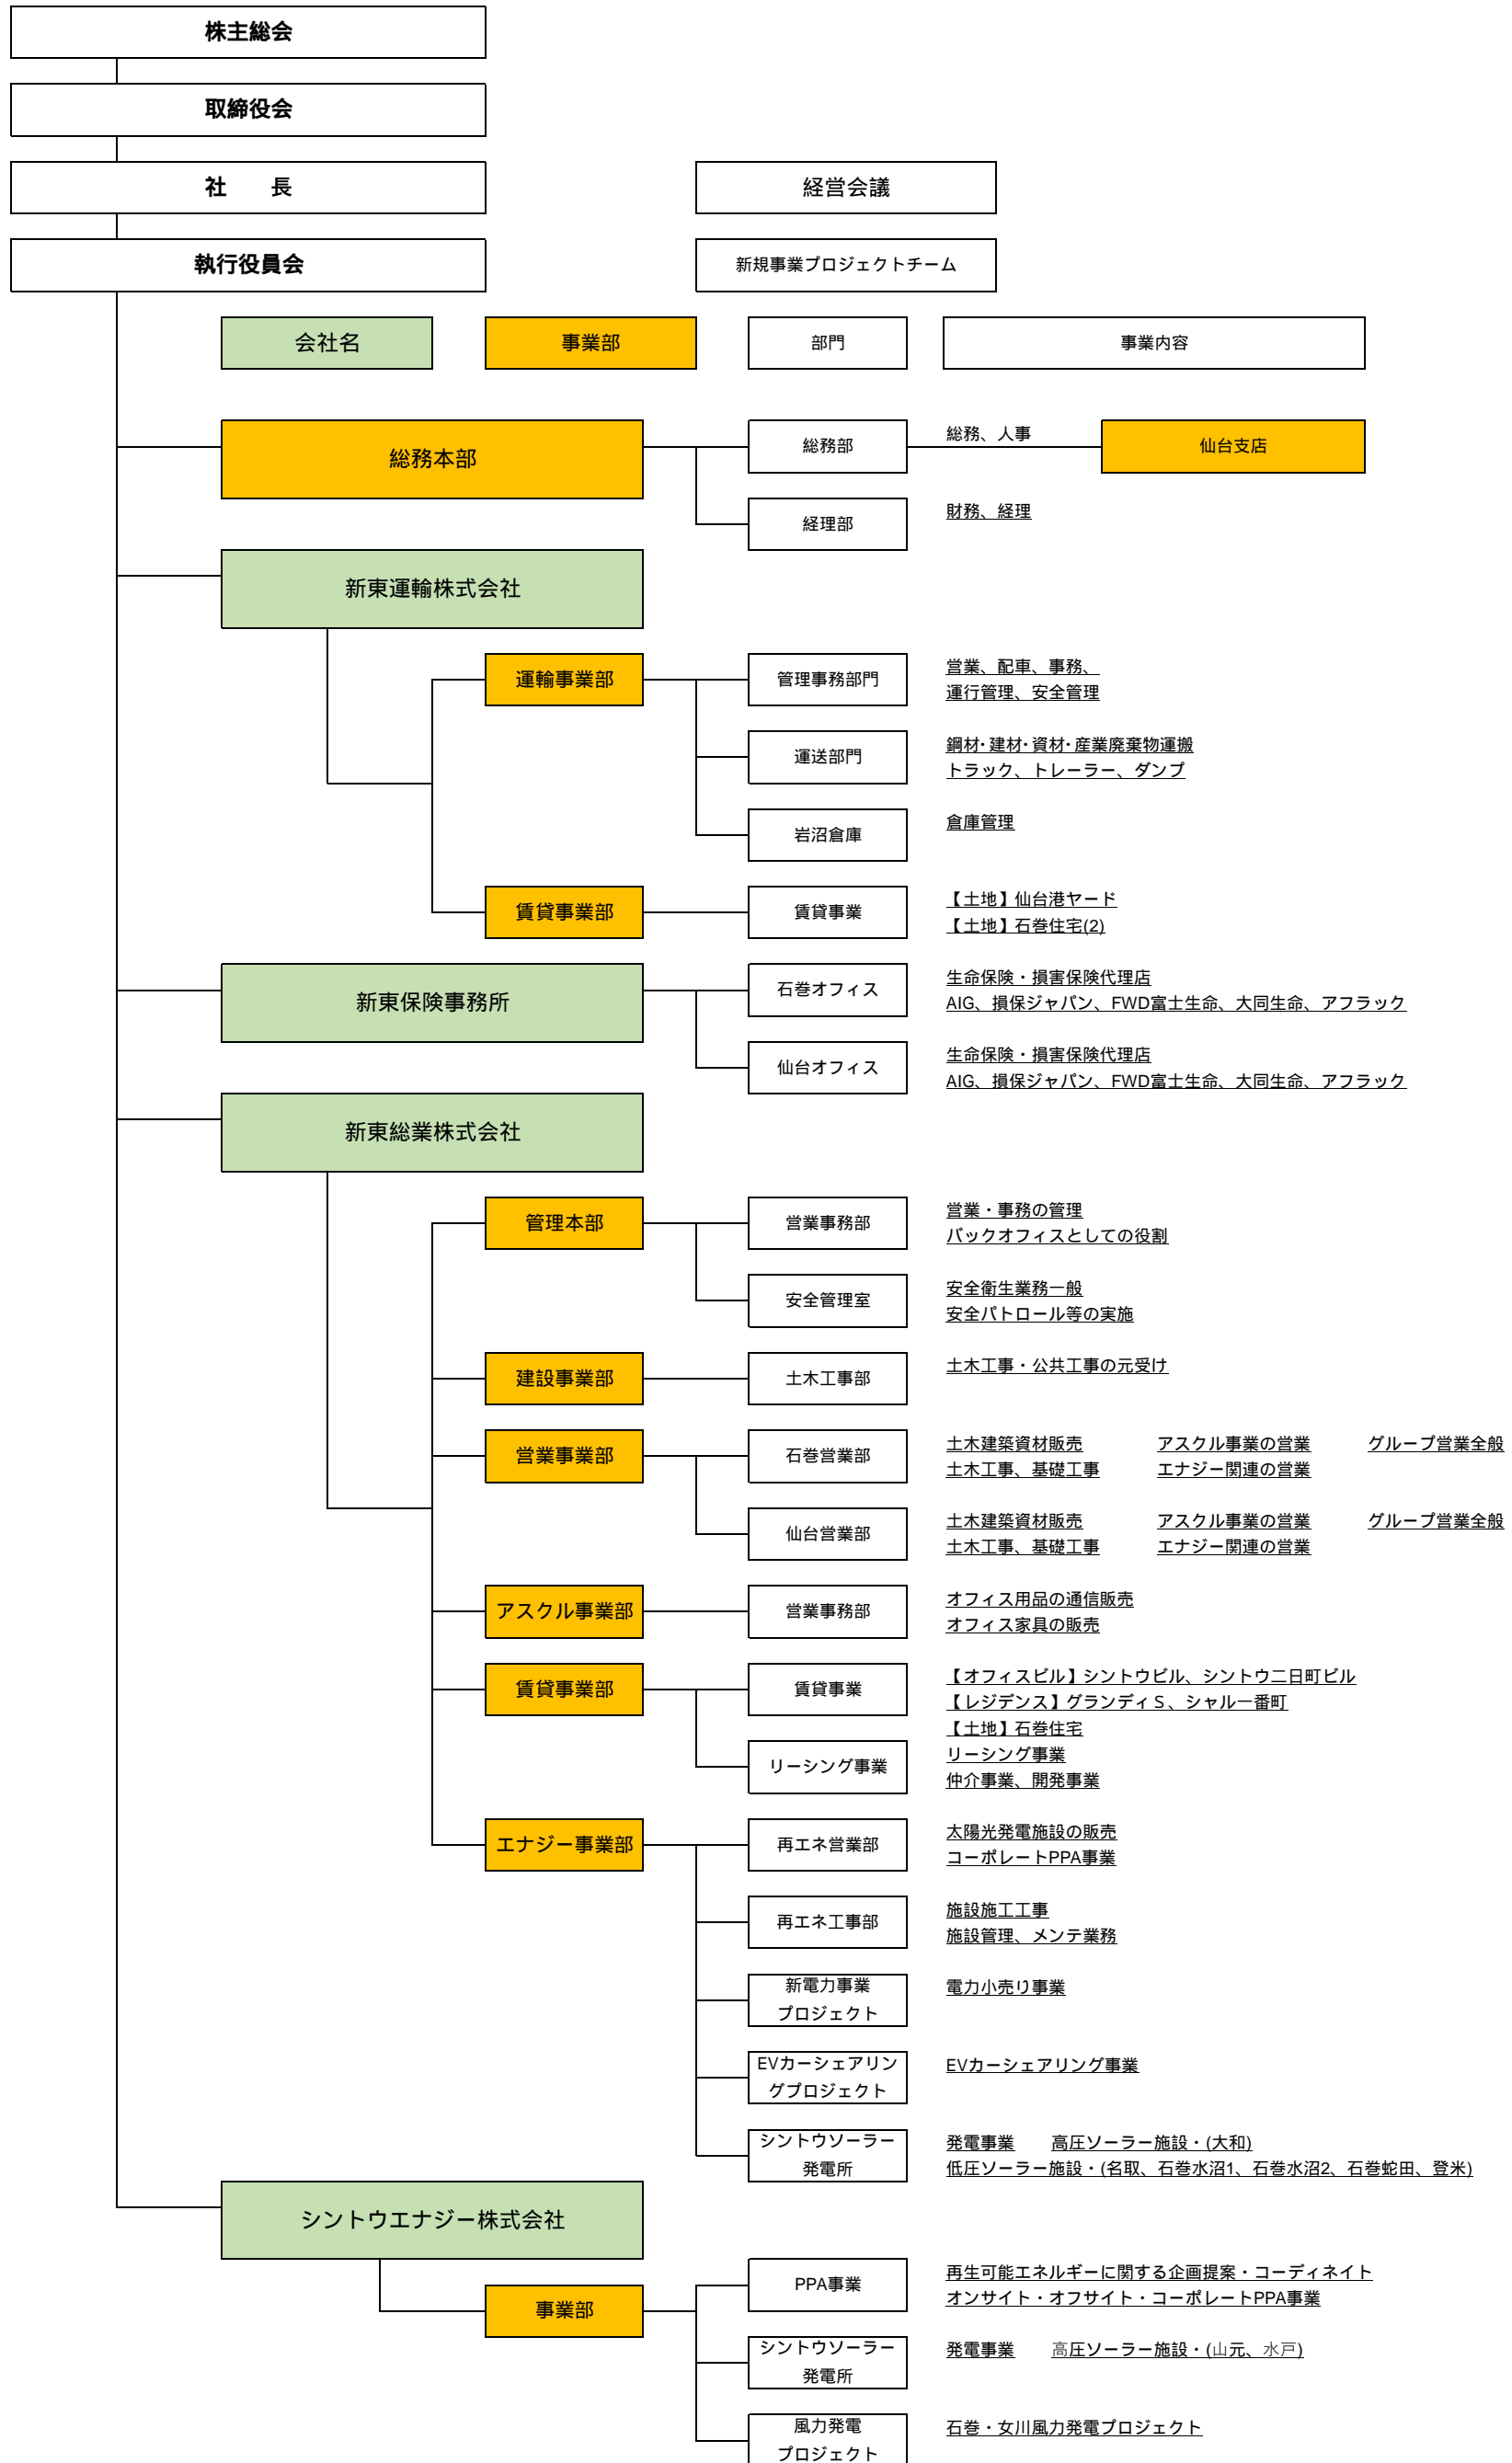 株主総会
取締役会
社　　長
経営会議
執行役員会
新規事業プロジェクトチーム
会社名
事業部
部門
事業内容
総務本部
総務部
総務、人事
仙台支店
経理部
財務、経理
新東運輸株式会社
運輸事業部
管理事務部門
営業、配車、事務、
運行管理、安全管理
運送部門
鋼材・建材・資材・産業廃棄物運搬
トラック、トレーラー、ダンプ
岩沼倉庫
倉庫管理
賃貸事業部
賃貸事業
【土地】仙台港ヤード
【土地】石巻住宅(2)
新東保険事務所
石巻オフィス
生命保険・損害保険代理店
AIG、損保ジャパン、FWD富士生命、大同生命、アフラック
仙台オフィス
生命保険・損害保険代理店
AIG、損保ジャパン、FWD富士生命、大同生命、アフラック
新東総業株式会社
管理本部
営業事務部
営業・事務の管理
バックオフィスとしての役割
安全管理室
安全衛生業務一般
安全パトロール等の実施
建設事業部
土木工事部
土木工事・公共工事の元受け
営業事業部
石巻営業部
土木建築資材販売　アスクル事業の営業　グループ営業全般
土木工事、基礎工事　エナジー関連の営業
仙台営業部
土木建築資材販売　アスクル事業の営業　グループ営業全般
土木工事、基礎工事　エナジー関連の営業
アスクル事業部
営業事務部
オフィス用品の通信販売
オフィス家具の販売
賃貸事業部
賃貸事業
【オフィスビル】シントウビル、シントウ二日町ビル
【レジデンス】グランディS、シャルー番町
【土地】石巻住宅
リーシング事業
リーシング事業
仲介事業、開発事業
エナジー事業部
再エネ営業部
太陽光発電施設の販売
コーポレートPPA事業
再エネ工事部
施設施工工事
施設管理、メンテ業務
新電力事業
プロジェクト
電力小売り事業
EVカーシェアリン
グプロジェクト
EVカーシェアリング事業
シントウソーラー
発電所
発電事業　高圧ソーラー施設・(大和)
低圧ソーラー施設・(名取、石巻水沼1、石巻水沼2、石巻蛇田、登米)
シントウエナジー株式会社
事業部
PPA事業
再生可能エネルギーに関する企画提案・コーディネイト
オンサイト・オフサイト・コーポレートPPA事業
シントウソーラー
発電所
発電事業　高圧ソーラー施設・(山元、水戸)
風力発電
プロジェクト
石巻・女川風力発電プロジェクト